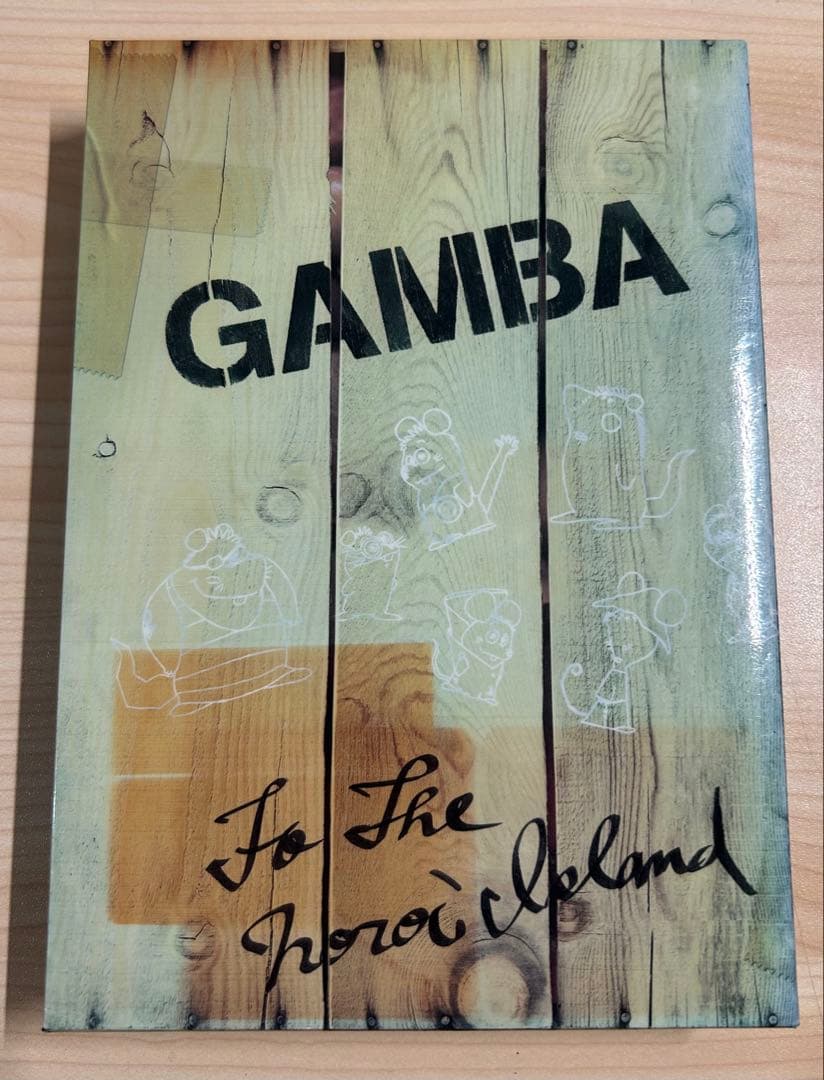 GAMBA
To The
noroi Island